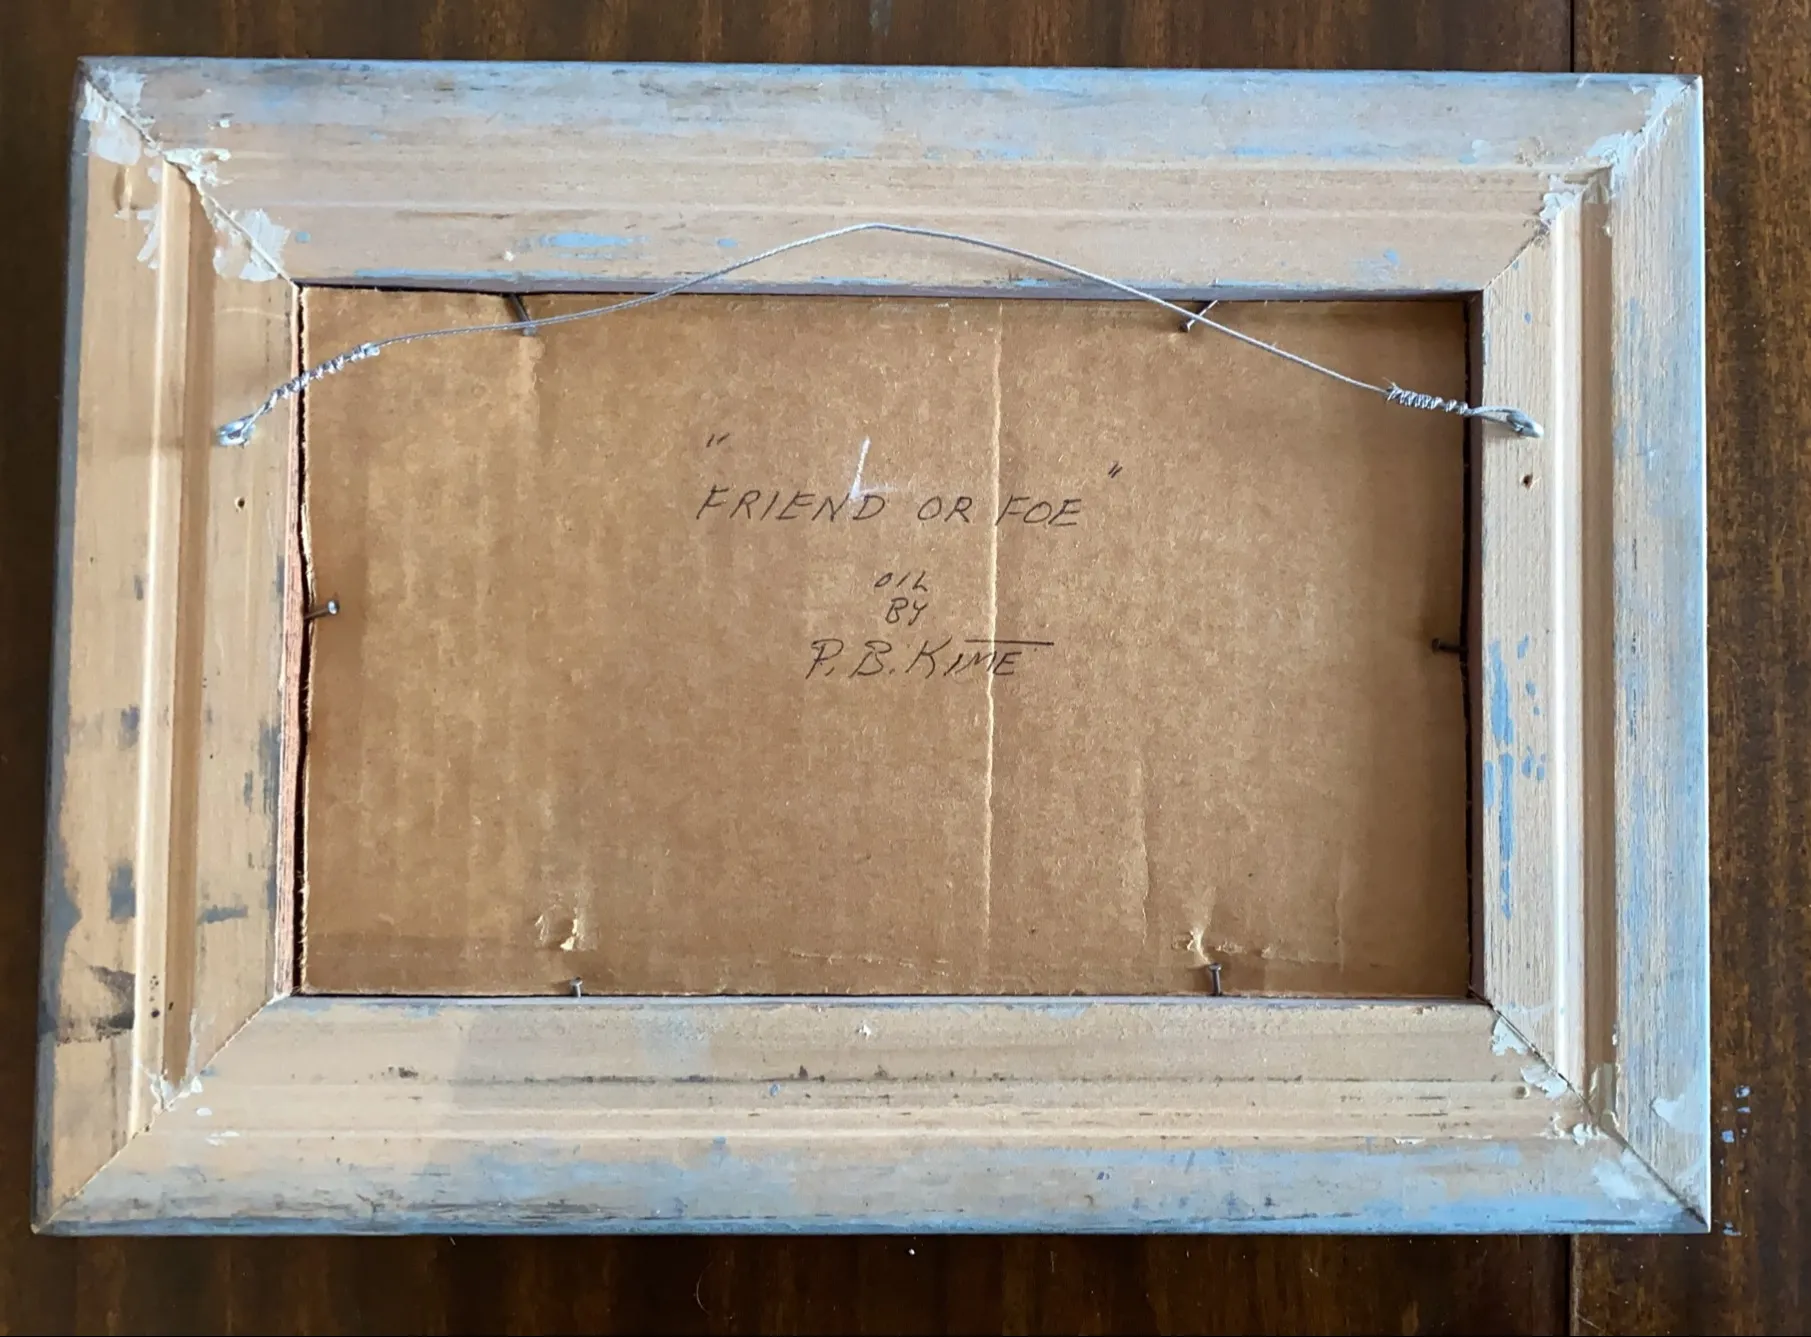 "FRIEND OR FOE"
OIL
BY
P. B. KIME